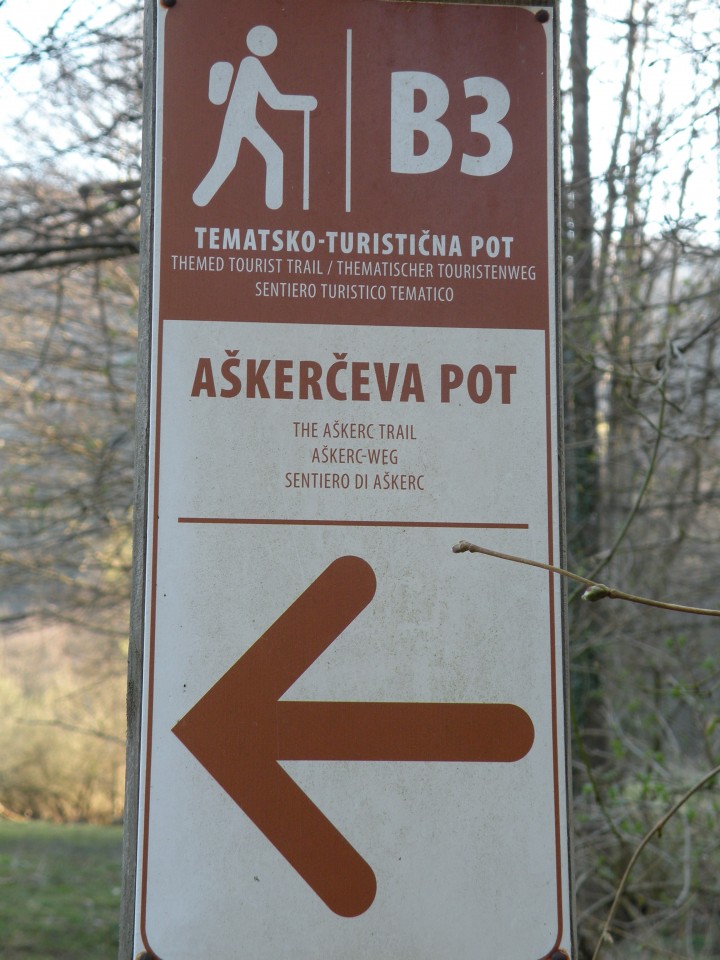 B3
TEMATSKO-TURISTIČNA POT
THEMED TOURIST TRAIL / THEMATISCHER TOURISTENWEG
SENTIERO TURISTICO TEMATICO
AŠKERČEVA POT
THE AŠKERC TRAIL
AŠKERC-WEG
SENTIERO DI AŠKERC